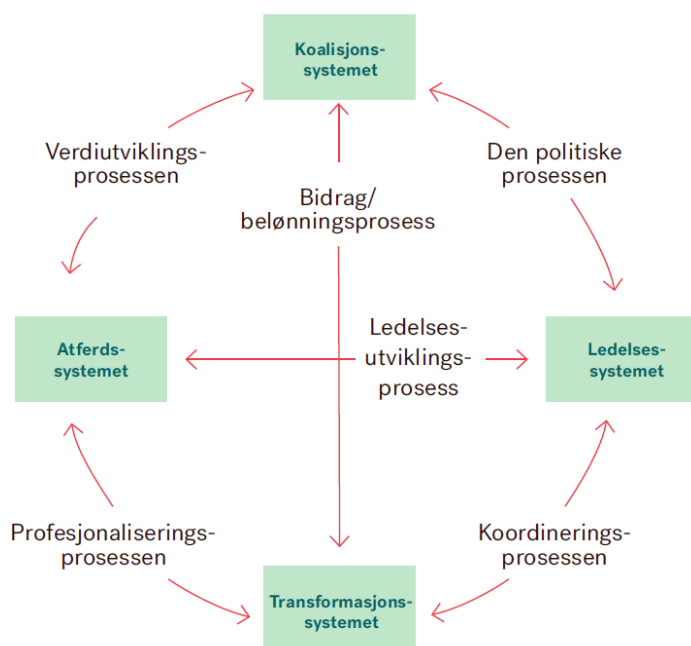 Koalisjons-
systemet
Verdiutviklings-
prosessen
Den politiske
prosessen
Bidrag/
belønningsprosess
Atferds-
systemet
Ledelses-
utviklings-
prosess
Ledelses-
systemet
Profesjonaliserings-
prosessen
Koordinerings-
prosessen
Transformasjons-
systemet